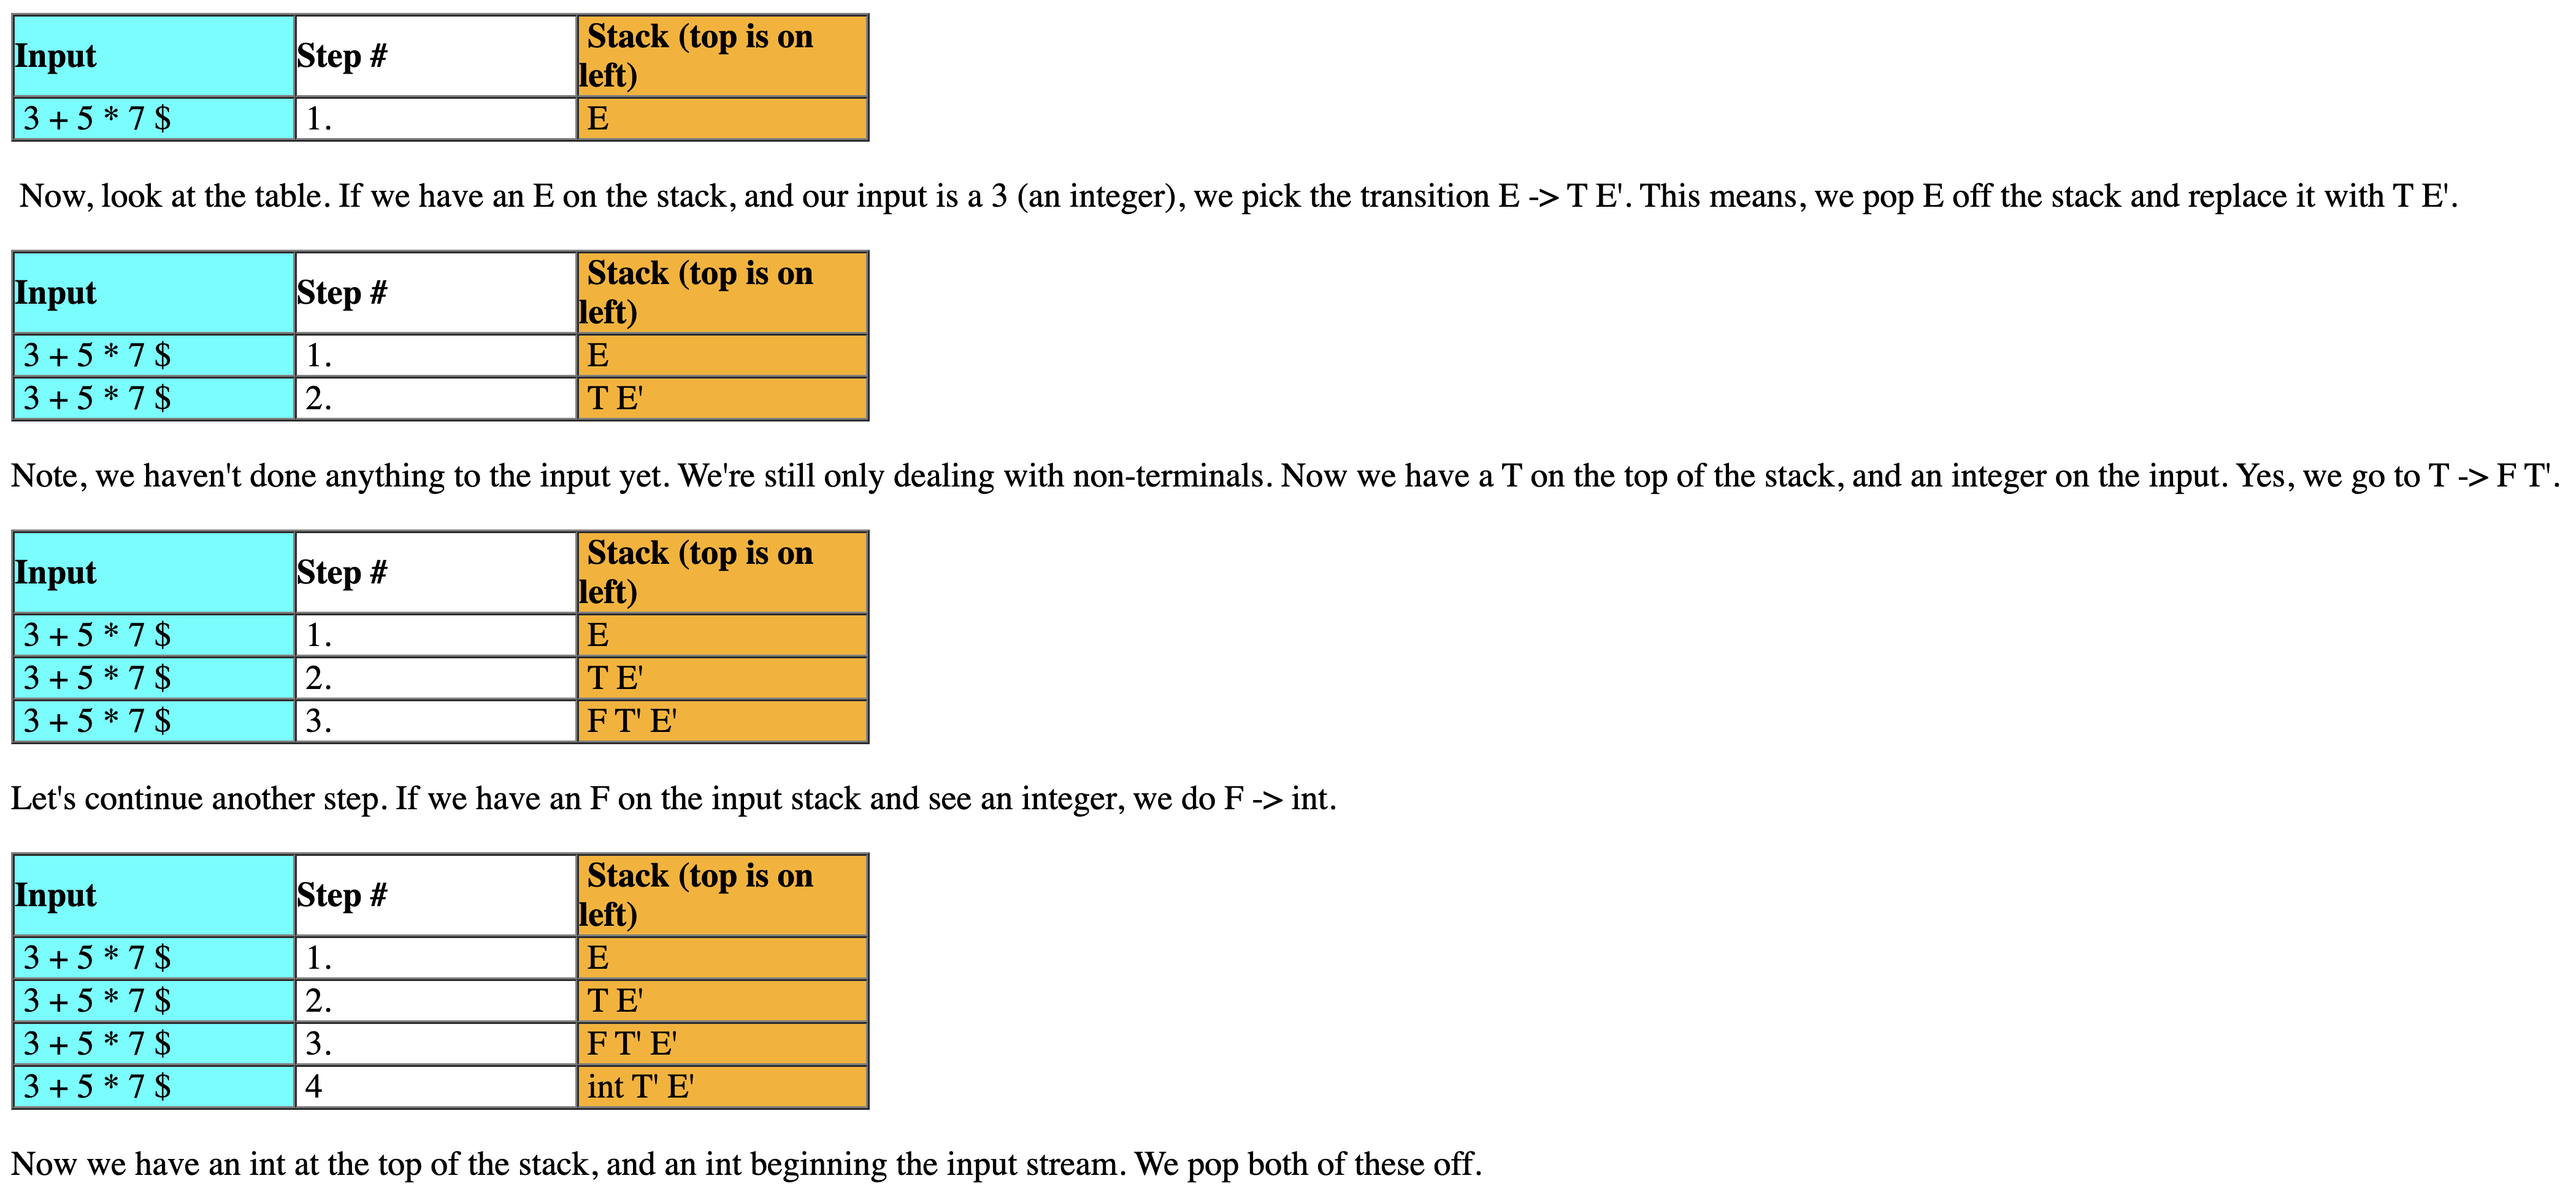 Input Step # Stack (top is on
left)
3 + 5 * 7 $ 1. E
Now, look at the table. If we have an E on the stack, and our input is a 3 (an integer), we pick the transition E -> T E'. This means, we pop E off the stack and replace it with T E'.
Input Step # Stack (top is on
left)
3 + 5 * 7 $ 1. E
3 + 5 * 7 $ 2. T E'
Note, we haven't done anything to the input yet. We're still only dealing with non-terminals. Now we have a T on the top of the stack, and an integer on the input. Yes, we go to T -> F T'.
Input Step # Stack (top is on
left)
3 + 5 * 7 $ 1. E
3 + 5 * 7 $ 2. T E'
3 + 5 * 7 $ 3. F T' E'
Let's continue another step. If we have an F on the input stack and see an integer, we do F -> int.
Input Step # Stack (top is on
left)
3 + 5 * 7 $ 1. E
3 + 5 * 7 $ 2. T E'
3 + 5 * 7 $ 3. F T' E'
3 + 5 * 7 $ 4 int T' E'
Now we have an int at the top of the stack, and an int beginning the input stream. We pop both of these off.